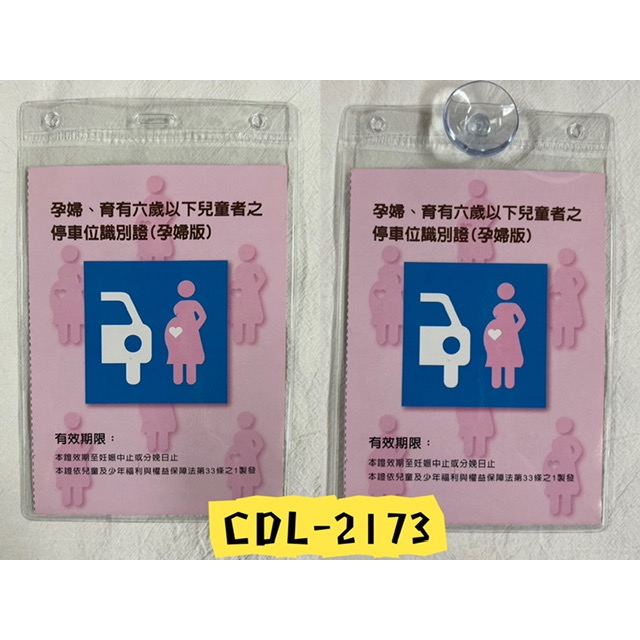 孕婦、育有六歲以下兒童者之
停車位識別證(孕婦版)
有效期限：
本證效期至妊娠中止或分娩日止
本證依兒童及少年福利與權益保障法第33條之1製發
孕婦、育有六歲以下兒童者之
停車位識別證(孕婦版)
有效期限：
本證效期至妊娠中止或分娩日止
本證依兒童及少年福利與權益保障法第33條之1製發
CDL-2173